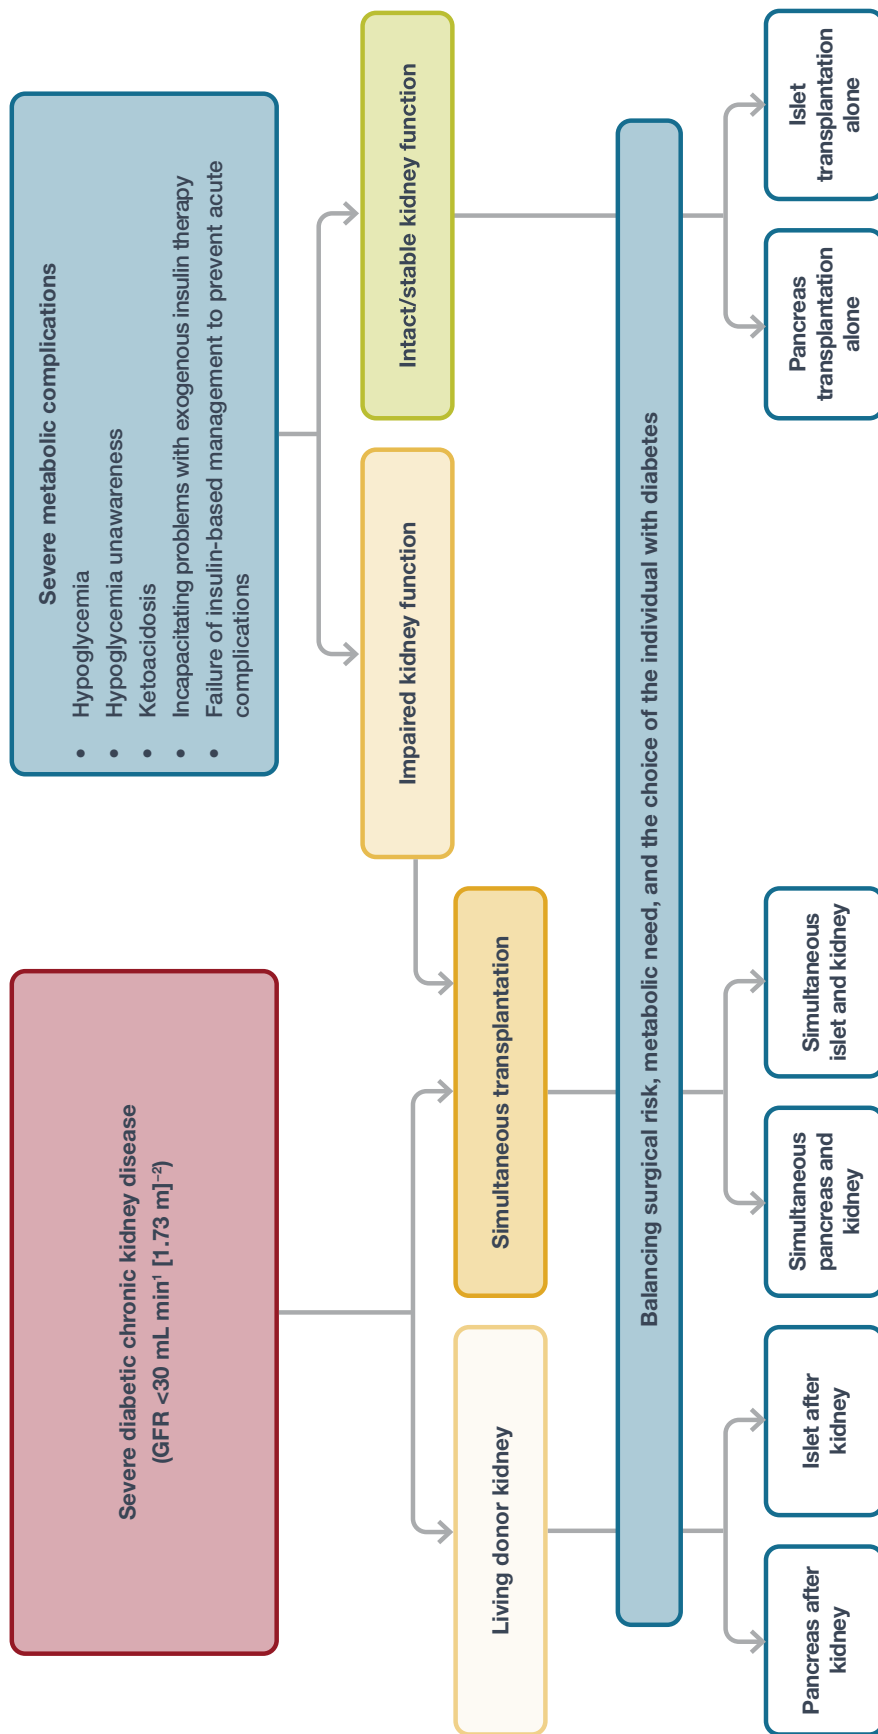 Severe diabetic chronic kidney disease
(GFR <30 mL min¹ [1.73 m]⁻²)
Severe metabolic complications
• Hypoglycemia
• Hypoglycemia unawareness
• Ketoacidosis
• Incapacitating problems with exogenous insulin therapy
• Failure of insulin-based management to prevent acute
complications
Impaired kidney function
Intact/stable kidney function
Living donor kidney
Simultaneous transplantation
Balancing surgical risk, metabolic need, and the choice of the individual with diabetes
Pancreas after
kidney
Islet after
kidney
Simultaneous
pancreas and
kidney
Simultaneous
islet and kidney
Pancreas
transplantation
alone
Islet
transplantation
alone